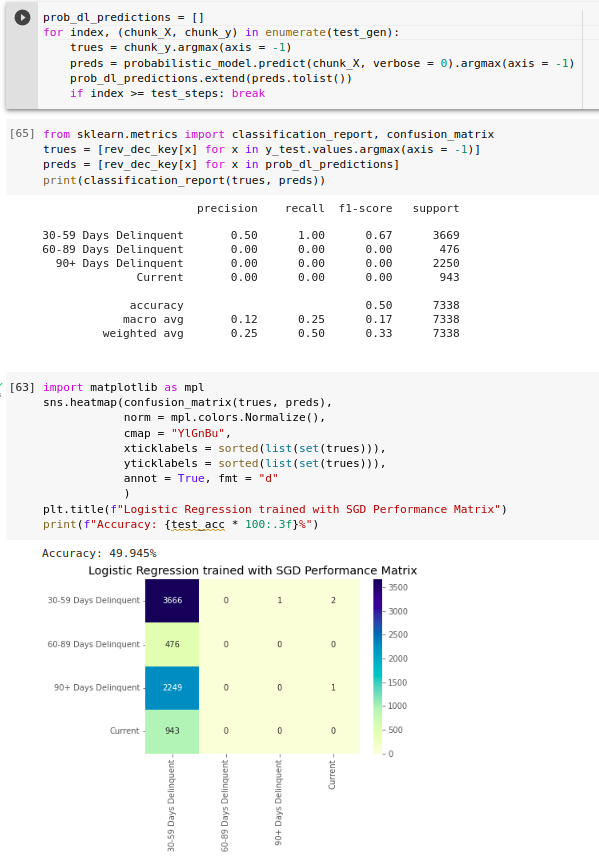 prob_dl_predictions = []
for index, (chunk_X, chunk_y) in enumerate(test_gen):
    trues = chunk_y.argmax(axis = -1)
    preds = probabilistic_model.predict(chunk_X, verbose = 0).argmax(axis = -1)
    prob_dl_predictions.extend(preds.tolist())
    if index >= test_steps: break
[65] from sklearn.metrics import classification_report, confusion_matrix
trues = [rev_dec_key[x] for x in y_test.values.argmax(axis = -1)]
preds = [rev_dec_key[x] for x in prob_dl_predictions]
print(classification_report(trues, preds))
precision recall f1-score support
30-59 Days Delinquent 0.50 1.00 0.67 3669
60-89 Days Delinquent 0.00 0.00 0.00 476
90+ Days Delinquent 0.00 0.00 0.00 2250
Current 0.00 0.00 0.00 943
accuracy 0.50 7338
macro avg 0.12 0.25 0.17 7338
weighted avg 0.25 0.50 0.33 7338
[63] import matplotlib as mpl
sns.heatmap(confusion_matrix(trues, preds),
            norm = mpl.colors.Normalize(),
            cmap = "YlGnBu",
            xticklabels = sorted(list(set(trues))),
            yticklabels = sorted(list(set(trues))),
            annot = True, fmt = "d"
            )
plt.title(f"Logistic Regression trained with SGD Performance Matrix")
print(f"Accuracy: {test_acc * 100:.3f}%")
Accuracy: 49.945%
Logistic Regression trained with SGD Performance Matrix
30-59 Days Delinquent 3666 0 1 2
60-89 Days Delinquent 476 0 0 0
90+ Days Delinquent 2249 0 0 1
Current 943 0 0 0
30-59 Days Delinquent
60-89 Days Delinquent
90+ Days Delinquent
Current
3500
3000
2500
2000
1500
1000
500
0